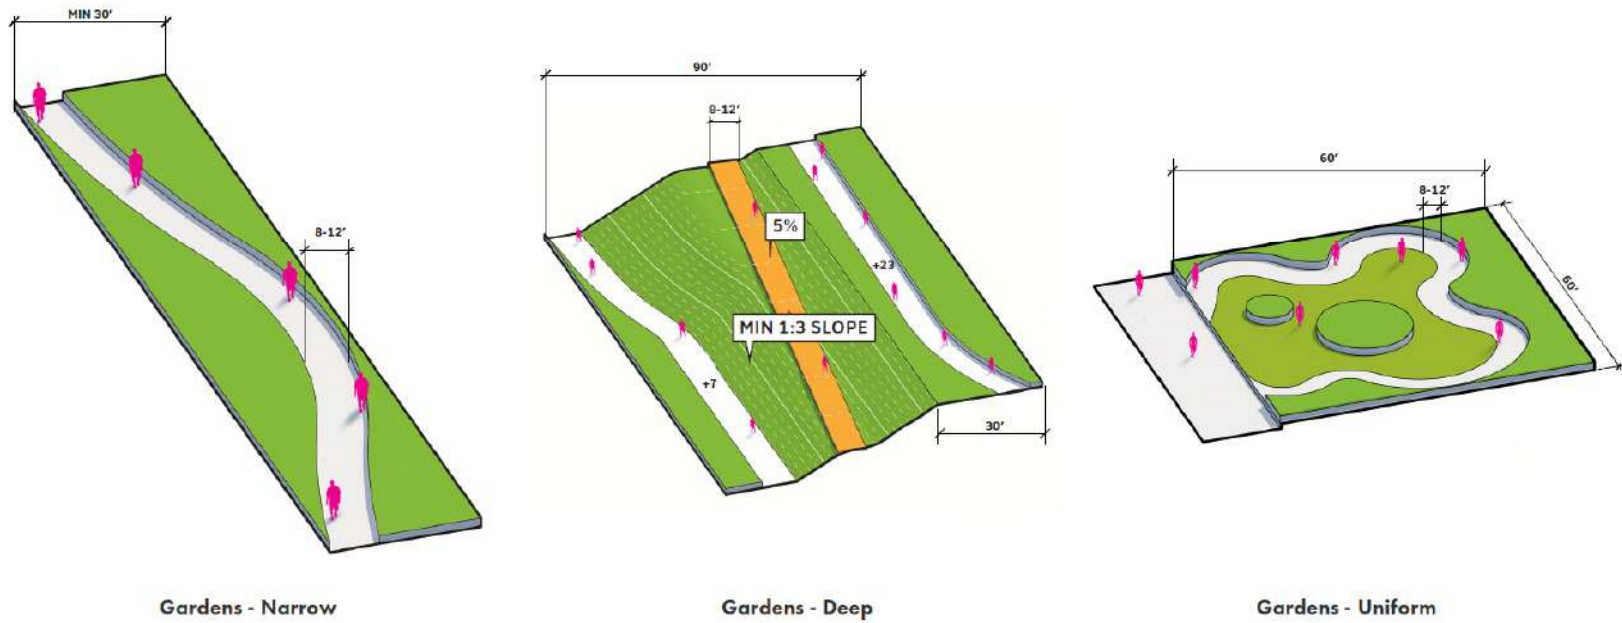 MIN 30'
8-12'
Gardens - Narrow
90'
8-12'
5%
+23
MIN 1:3 SLOPE
+7
30'
Gardens - Deep
60'
8-12'
60'
Gardens - Uniform